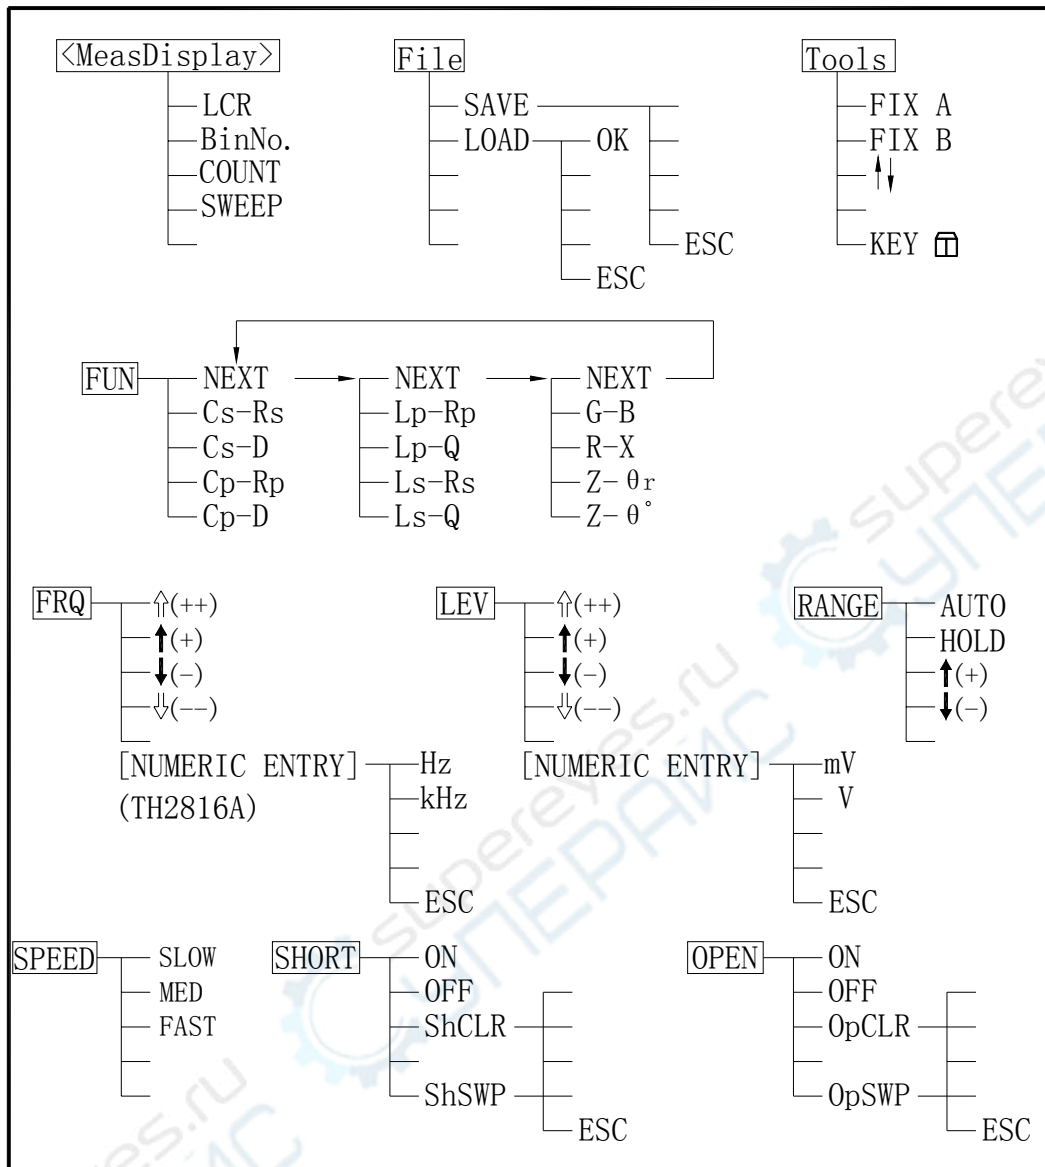 <MeasDisplay> File Tools
LCR SAVE FIX A
BinNo. LOAD OK FIX B
COUNT ↑↓
SWEEP
ESC KEY
ESC
FUN NEXT NEXT NEXT
Cs-Rs Lp-Rp G-B
Cs-D Lp-Q R-X
Cp-Rp Ls-Rs Z-θr
Cp-D Ls-Q Z-θ°
FRQ ⇧(++) LEV ⇧(++) RANGE AUTO
↑(+) ↑(+) HOLD
↓(-) ↓(-) ↑(+)
⇩(--) ⇩(--) ↓(-)
[NUMERIC ENTRY] Hz [NUMERIC ENTRY] mV
(TH2816A) kHz V
ESC ESC
SPEED SLOW SHORT ON OPEN ON
MED OFF OFF
FAST ShCLR OpCLR
ShSWP OpSWP
ESC ESC
supereyes.ru
СУПЕРАЙС